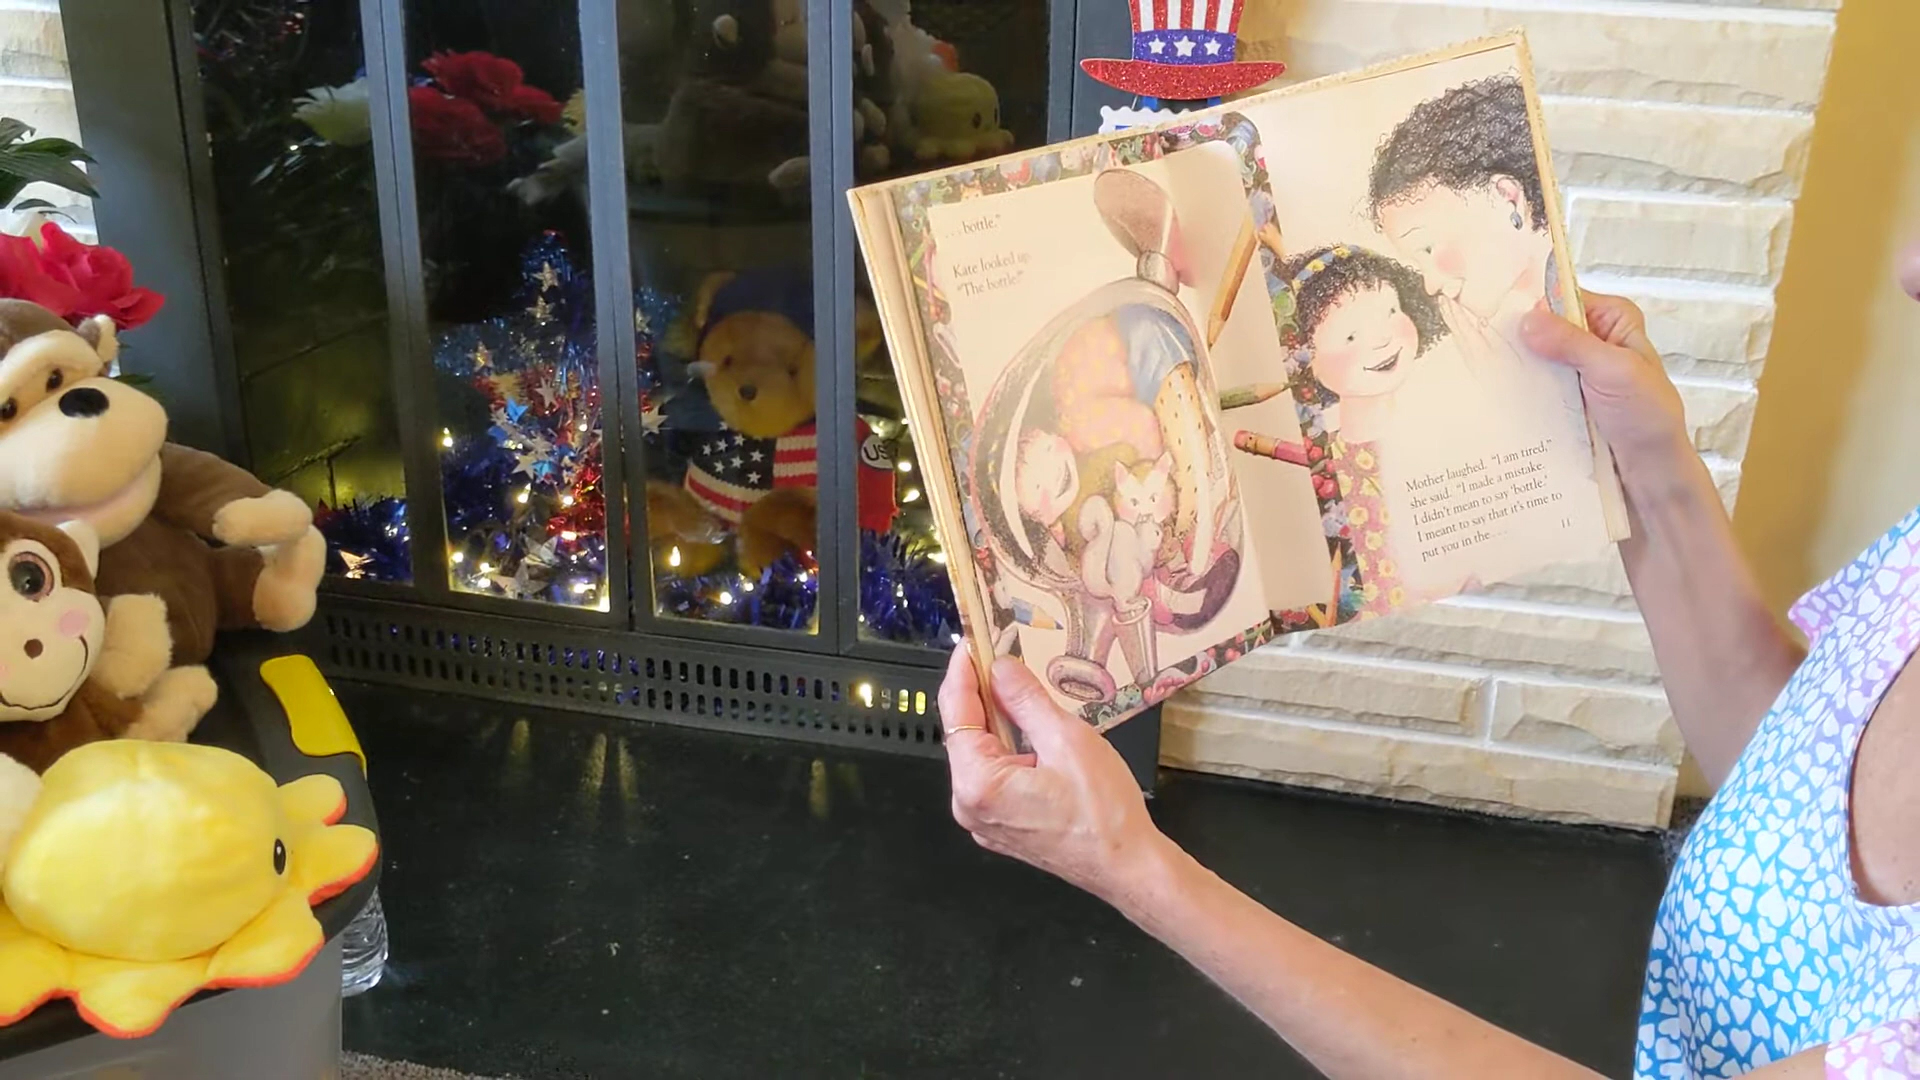 . . . bottle."
Kate looked up.
"The bottle?"
Mother laughed. "I am tired,"
she said. "I made a mistake.
I didn't mean to say 'bottle.'
I meant to say that it's time to
put you in the . . .
11
US